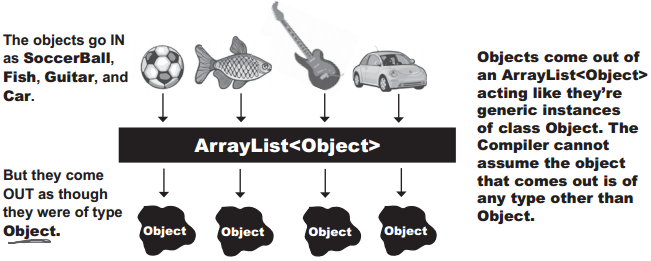 The objects go IN
as SoccerBall,
Fish, Guitar, and
Car.
ArrayList<Object>
But they come
OUT as though
they were of type
Object.
Object
Object
Object
Object
Objects come out of
an ArrayList<Object>
acting like they’re
generic instances
of class Object. The
Compiler cannot
assume the object
that comes out is of
any type other than
Object.